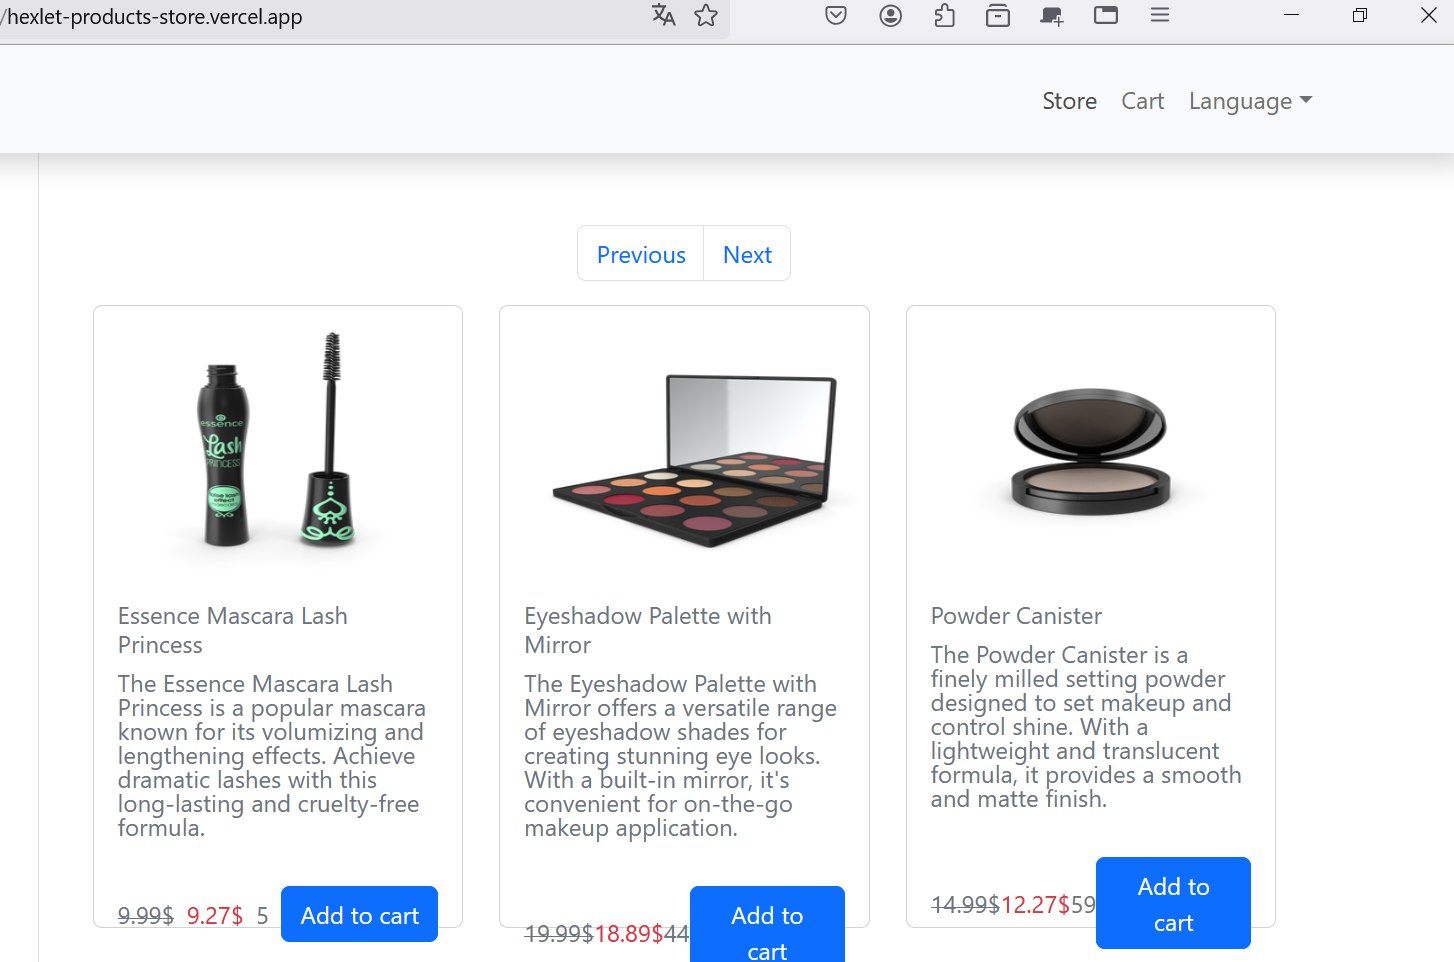 /hexlet-products-store.vercel.app
Store Cart Language
Previous Next
essence
Lash
PRINCESS
false lash
effect
Essence Mascara Lash
Princess
The Essence Mascara Lash
Princess is a popular mascara
known for its volumizing and
lengthening effects. Achieve
dramatic lashes with this
long-lasting and cruelty-free
formula.
9.99$ 9.27$ 5 Add to cart
Eyeshadow Palette with
Mirror
The Eyeshadow Palette with
Mirror offers a versatile range
of eyeshadow shades for
creating stunning eye looks.
With a built-in mirror, it's
convenient for on-the-go
makeup application.
19.99$18.89$44 Add to
cart
Powder Canister
The Powder Canister is a
finely milled setting powder
designed to set makeup and
control shine. With a
lightweight and translucent
formula, it provides a smooth
and matte finish.
14.99$12.27$59 Add to
cart